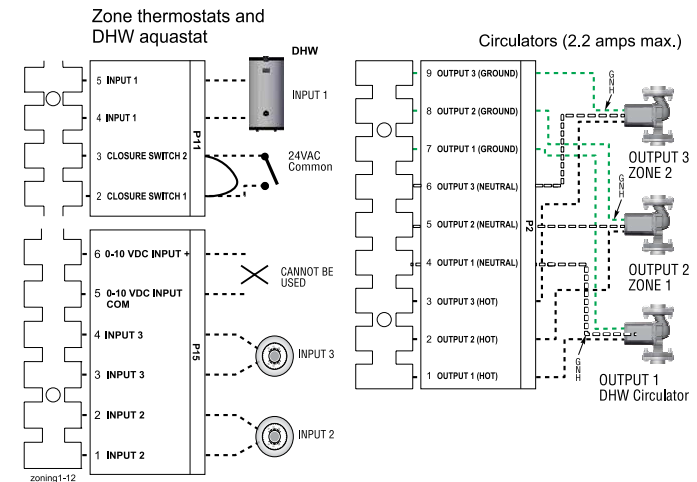 Zone thermostats and
DHW aquastat
DHW
5 INPUT 1
INPUT 1
4 INPUT 1
P11
3 CLOSURE SWITCH 2
24VAC
Common
2 CLOSURE SWITCH 1
6 0-10 VDC INPUT +
CANNOT BE
USED
5 0-10 VDC INPUT
COM
4 INPUT 3
P15
INPUT 3
3 INPUT 3
2 INPUT 2
INPUT 2
1 INPUT 2
zoning1-12
Circulators (2.2 amps max.)
9 OUTPUT 3 (GROUND)
GNH
8 OUTPUT 2 (GROUND)
7 OUTPUT 1 (GROUND)
OUTPUT 3
ZONE 2
6 OUTPUT 3 (NEUTRAL)
GNH
P2
5 OUTPUT 2 (NEUTRAL)
4 OUTPUT 1 (NEUTRAL)
OUTPUT 2
ZONE 1
3 OUTPUT 3 (HOT)
2 OUTPUT 2 (HOT)
GNH
1 OUTPUT 1 (HOT)
OUTPUT 1
DHW Circulator